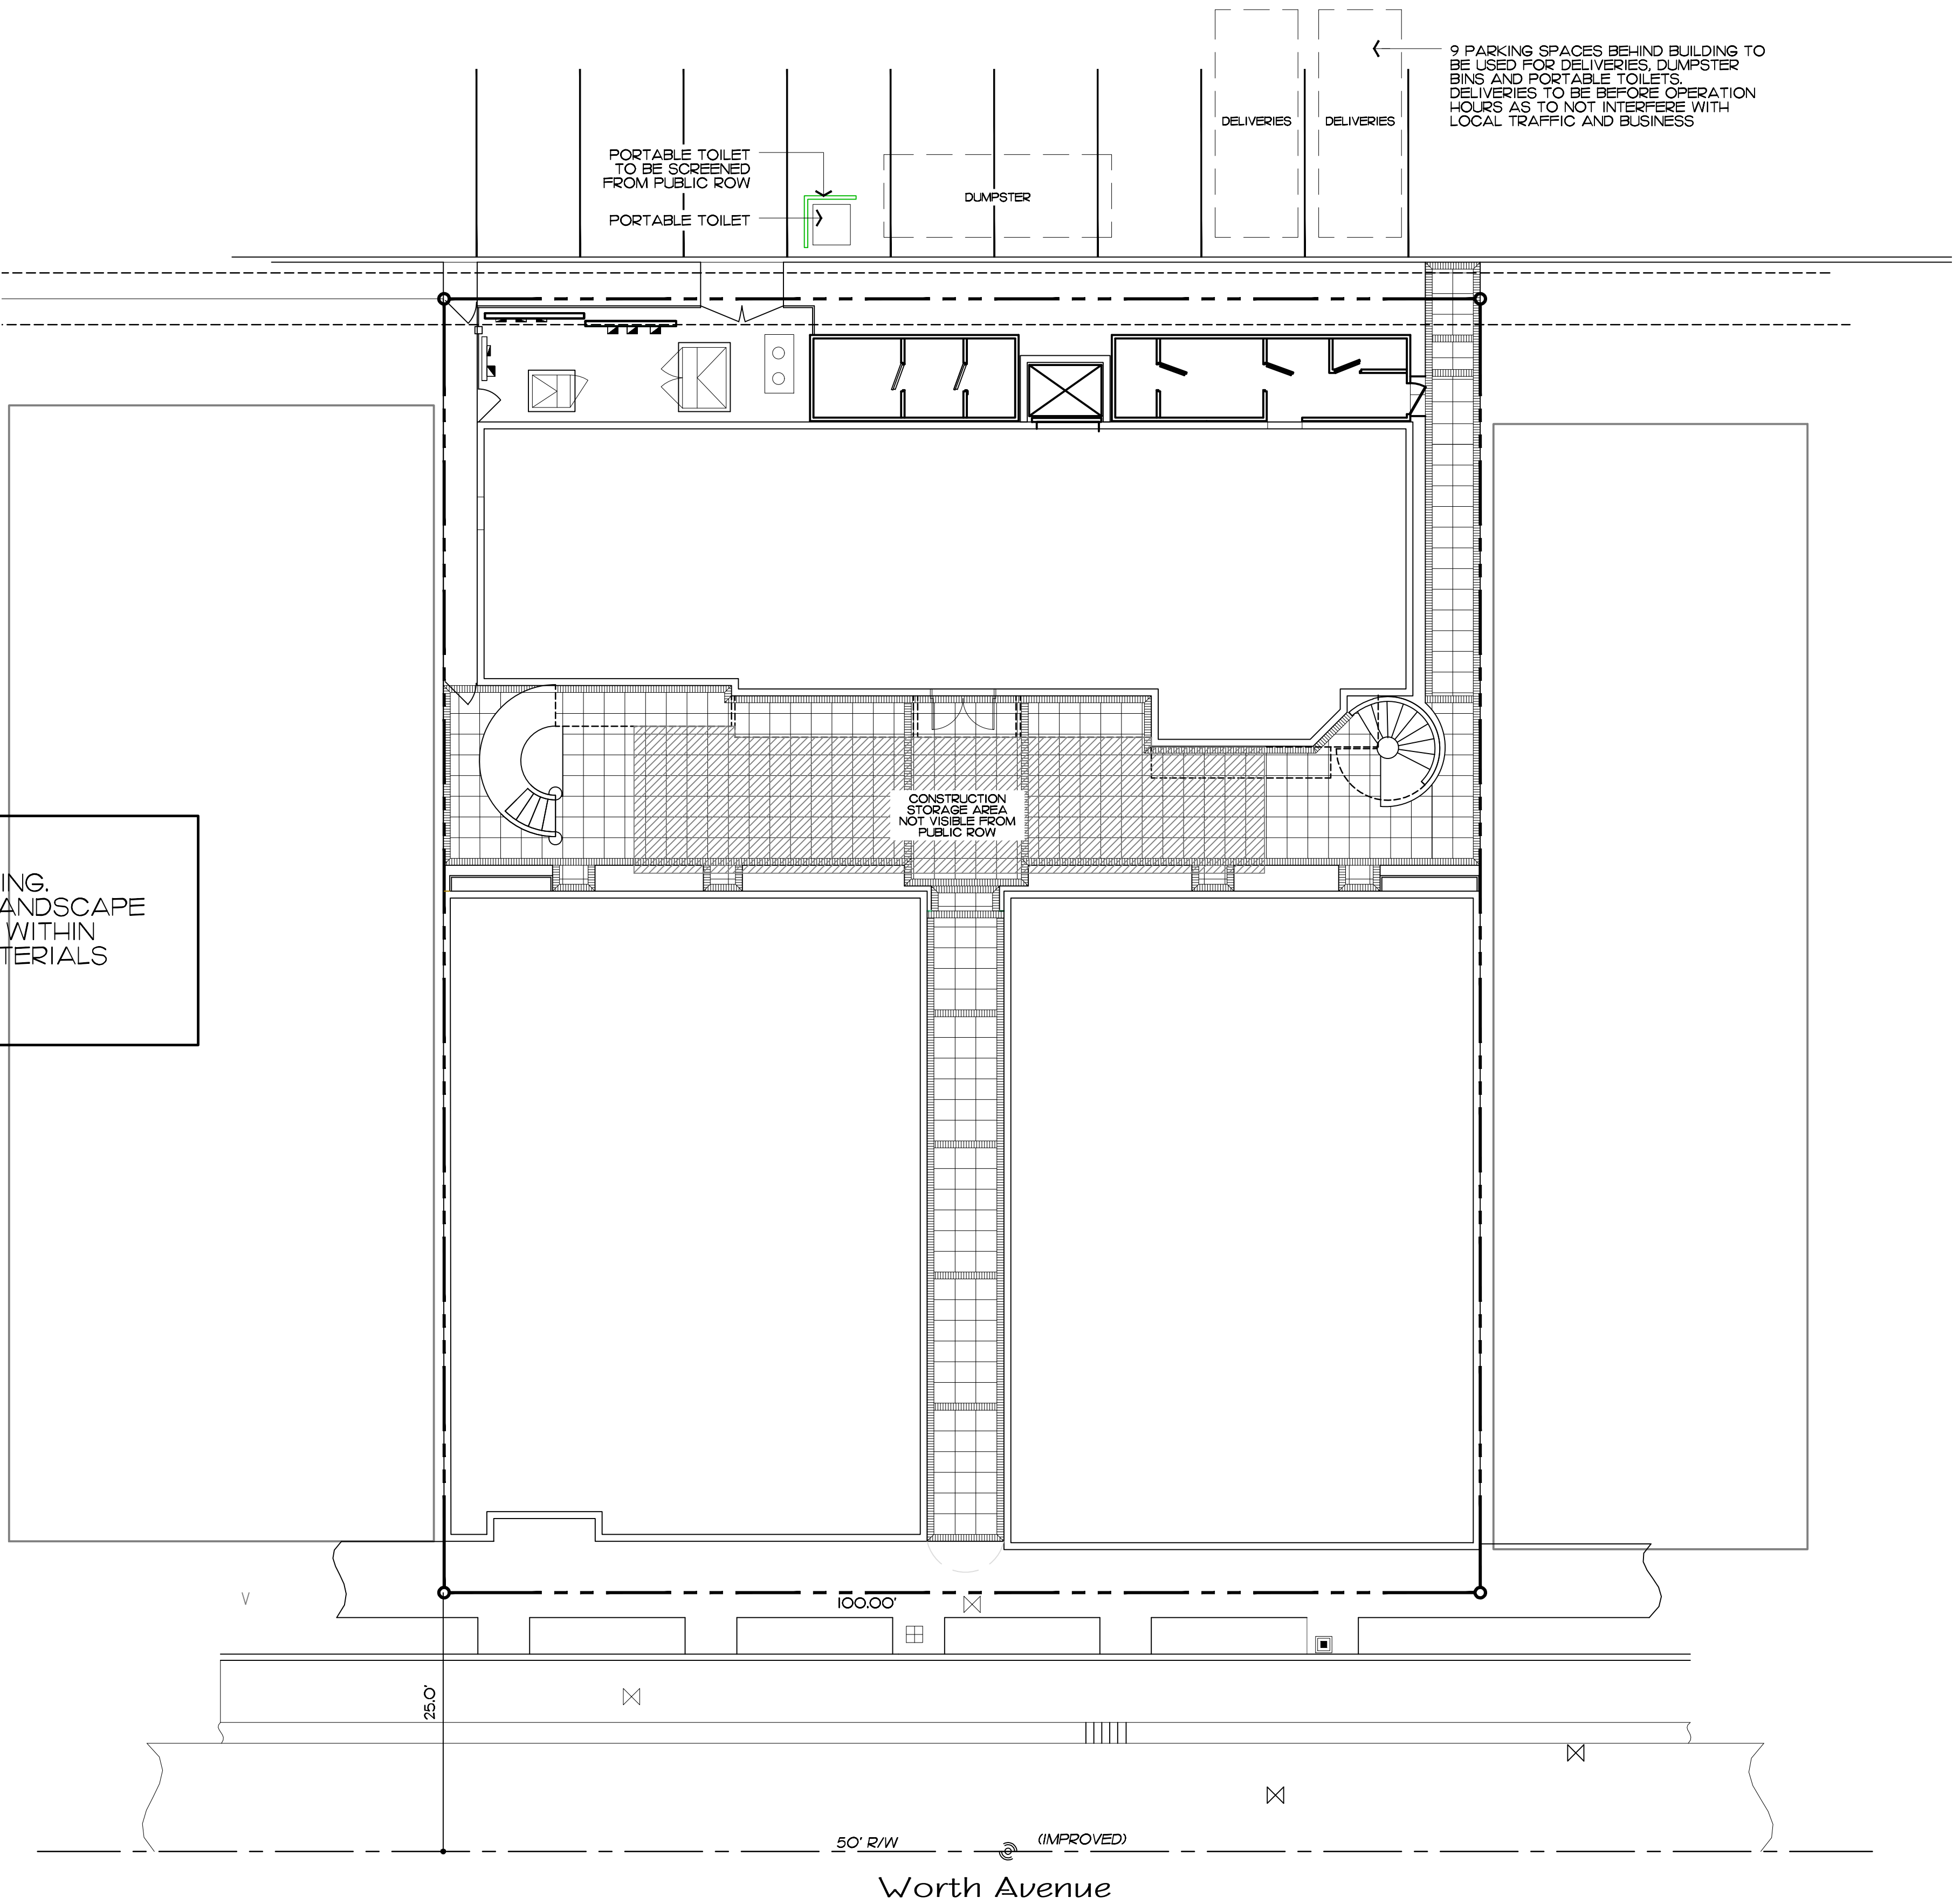 9 PARKING SPACES BEHIND BUILDING TO
BE USED FOR DELIVERIES, DUMPSTER
BINS AND PORTABLE TOILETS.
DELIVERIES TO BE BEFORE OPERATION
HOURS AS TO NOT INTERFERE WITH
LOCAL TRAFFIC AND BUSINESS
DELIVERIES
DELIVERIES
PORTABLE TOILET
TO BE SCREENED
FROM PUBLIC ROW
PORTABLE TOILET
DUMPSTER
CONSTRUCTION
STORAGE AREA
NOT VISIBLE FROM
PUBLIC ROW
ING.
ANDSCAPE
WITHIN
TERIALS
100.00'
25.0'
50' R/W
(IMPROVED)
Worth Avenue